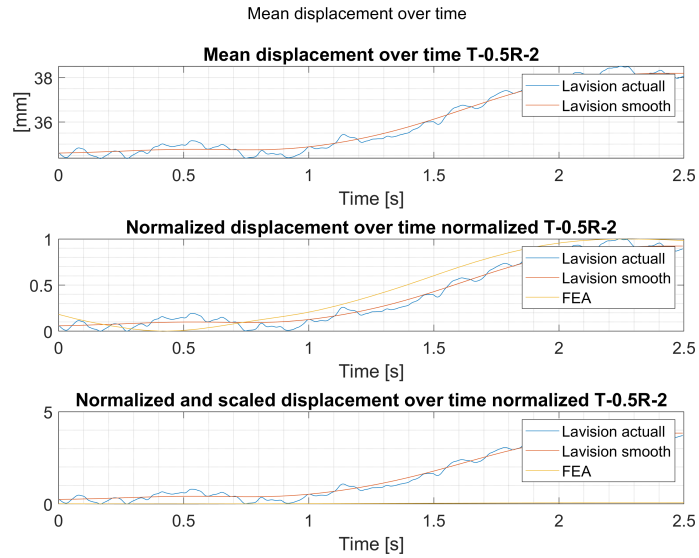 Mean displacement over time
Mean displacement over time T-0.5R-2
38
36
[mm]
Lavision actuall
Lavision smooth
0
0.5
1
1.5
2
2.5
Time [s]
Normalized displacement over time normalized T-0.5R-2
1
0.5
0
Lavision actuall
Lavision smooth
FEA
0
0.5
1
1.5
2
2.5
Time [s]
Normalized and scaled displacement over time normalized T-0.5R-2
5
0
Lavision actuall
Lavision smooth
FEA
0
0.5
1
1.5
2
2.5
Time [s]